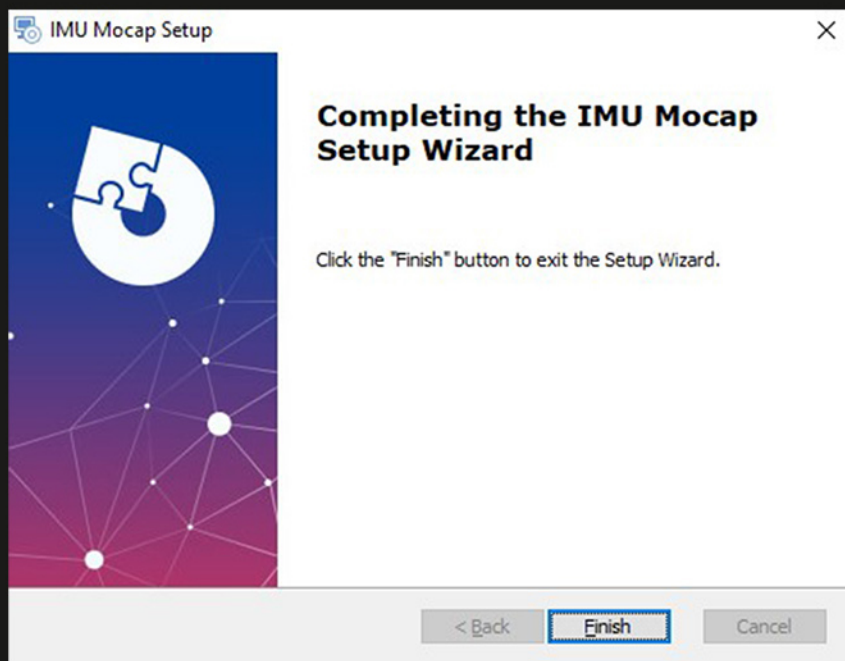 IMU Mocap Setup
Completing the IMU Mocap
Setup Wizard
Click the "Finish" button to exit the Setup Wizard.
< Back
Finish
Cancel